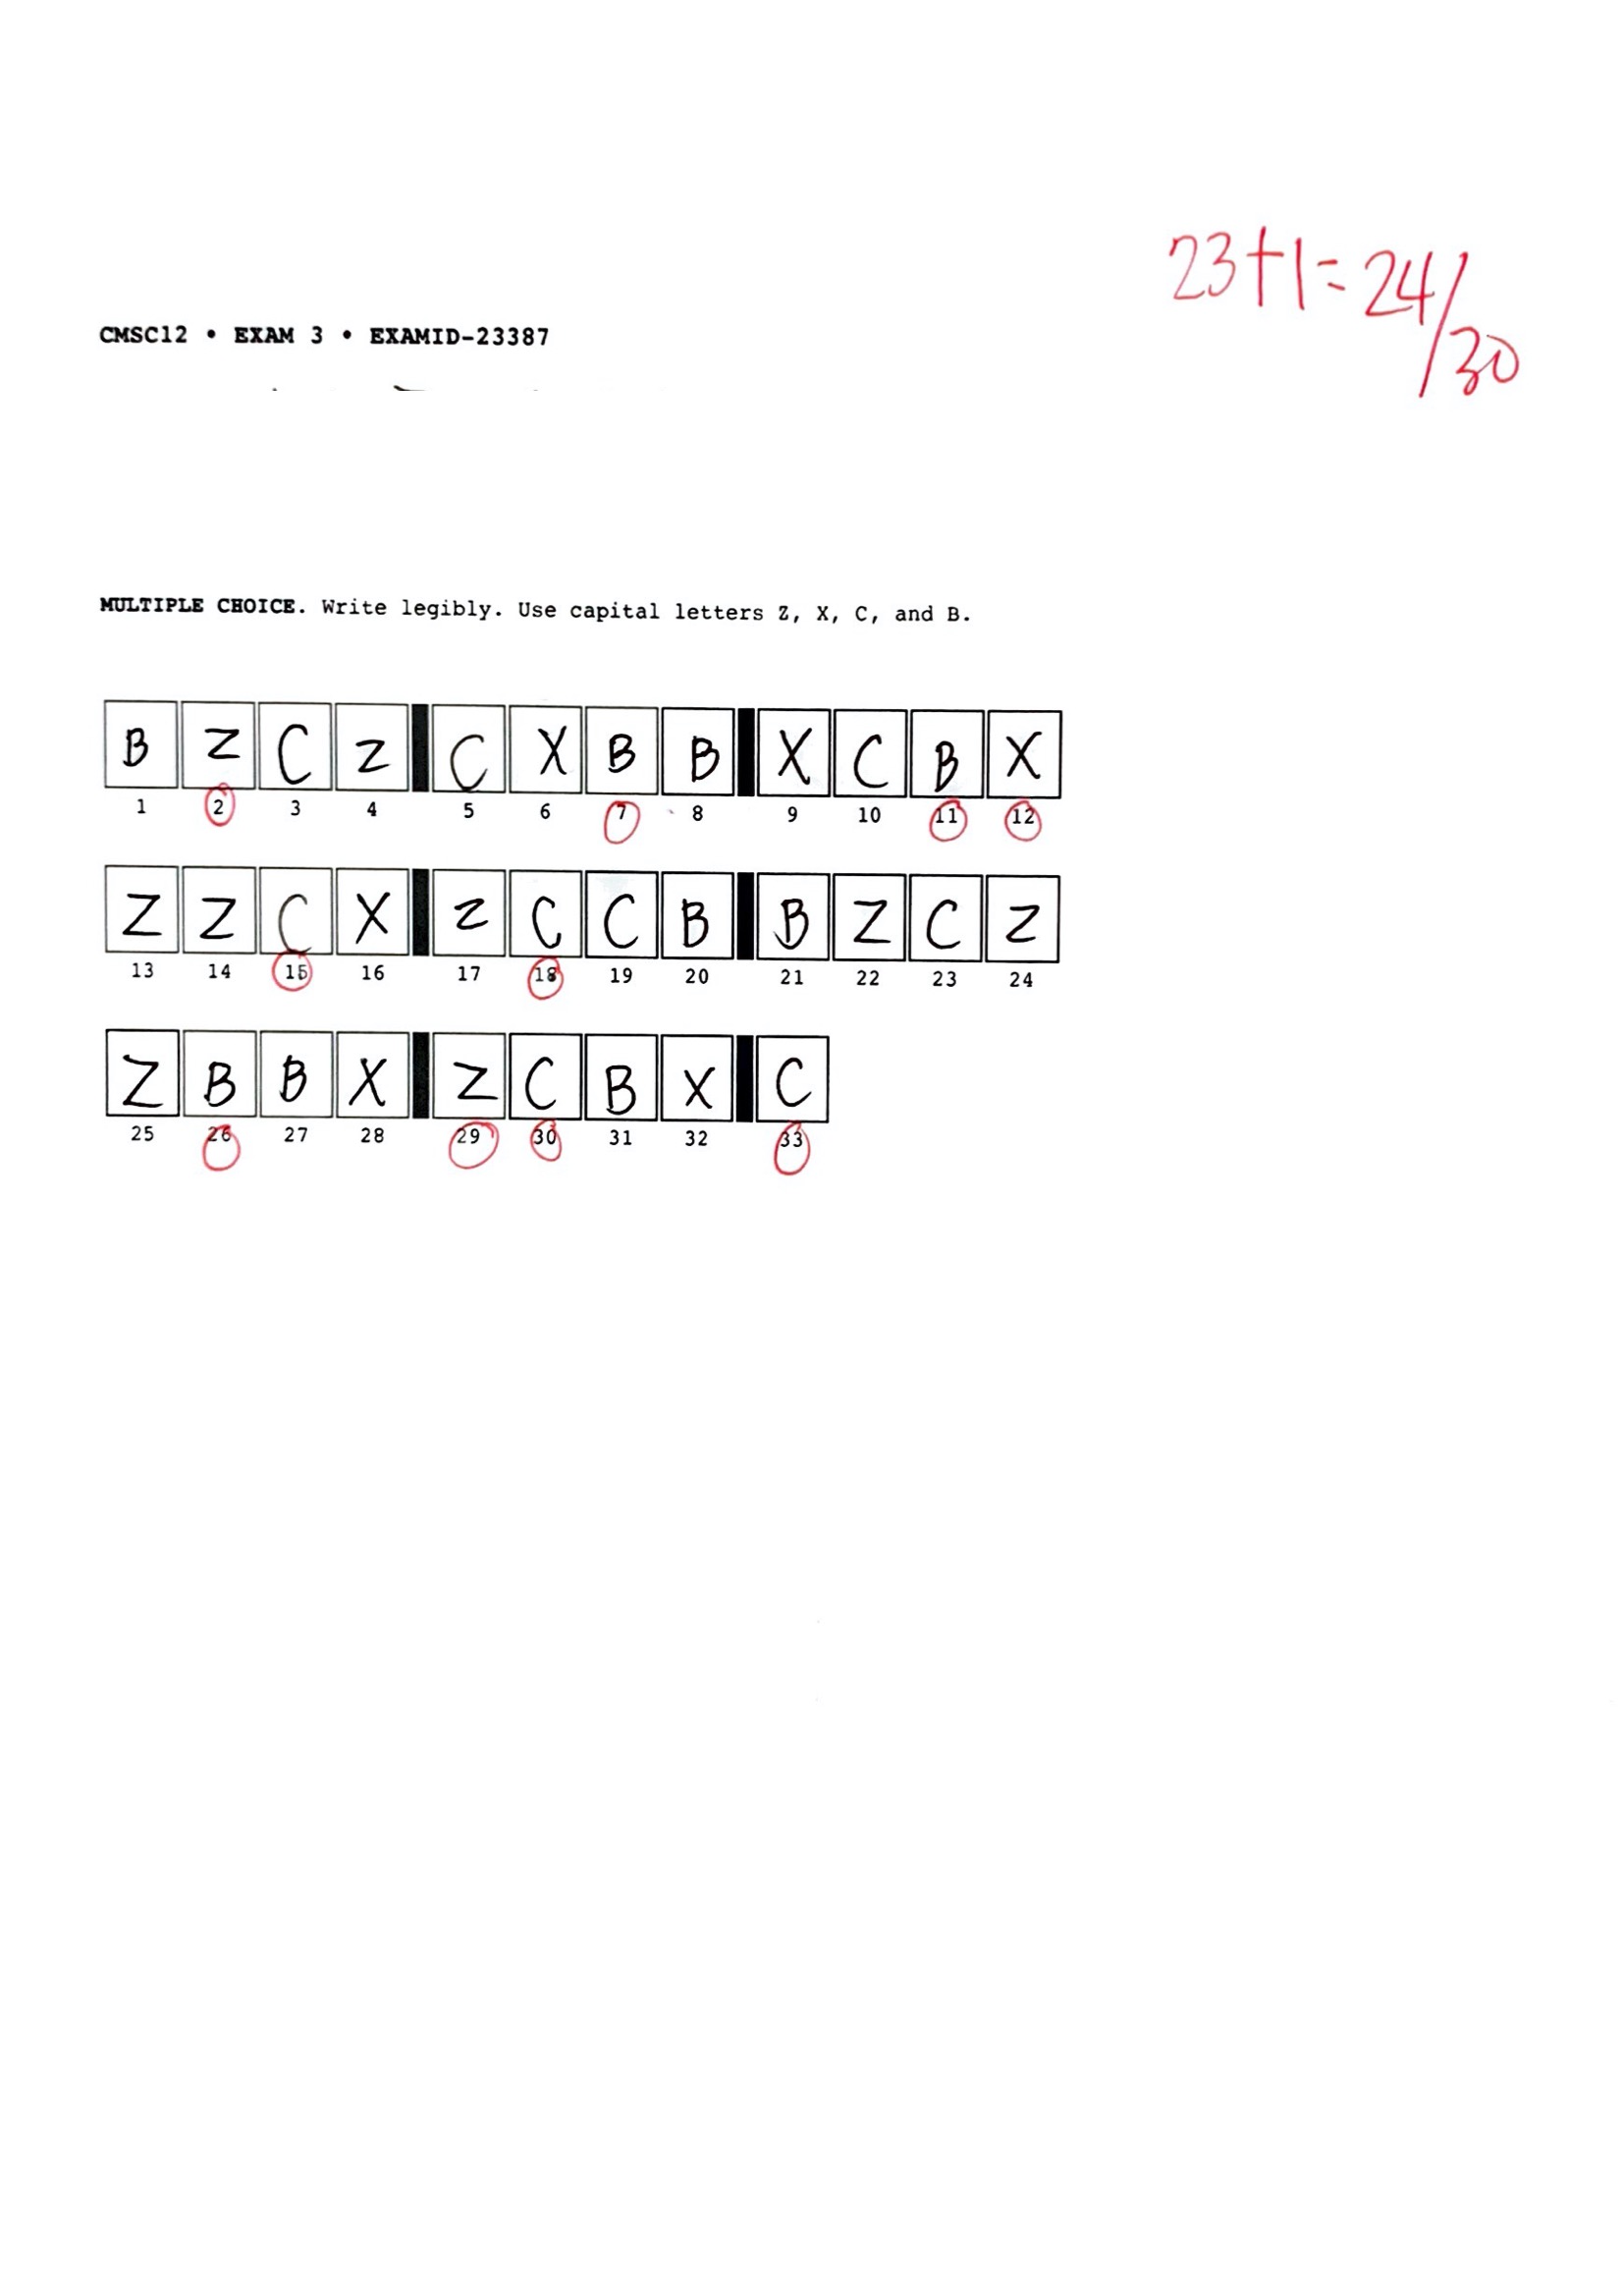 23+1=24/30
CMSC12 • EXAM 3 • EXAMID-23387
MULTIPLE CHOICE. Write legibly. Use capital letters Z, X, C, and B.
B Z C Z C X B B X C B X
1 2 3 4 5 6 7 8 9 10 11 12
Z Z C X Z C C B B Z C Z
13 14 15 16 17 18 19 20 21 22 23 24
Z B B X Z C B X C
25 26 27 28 29 30 31 32 33